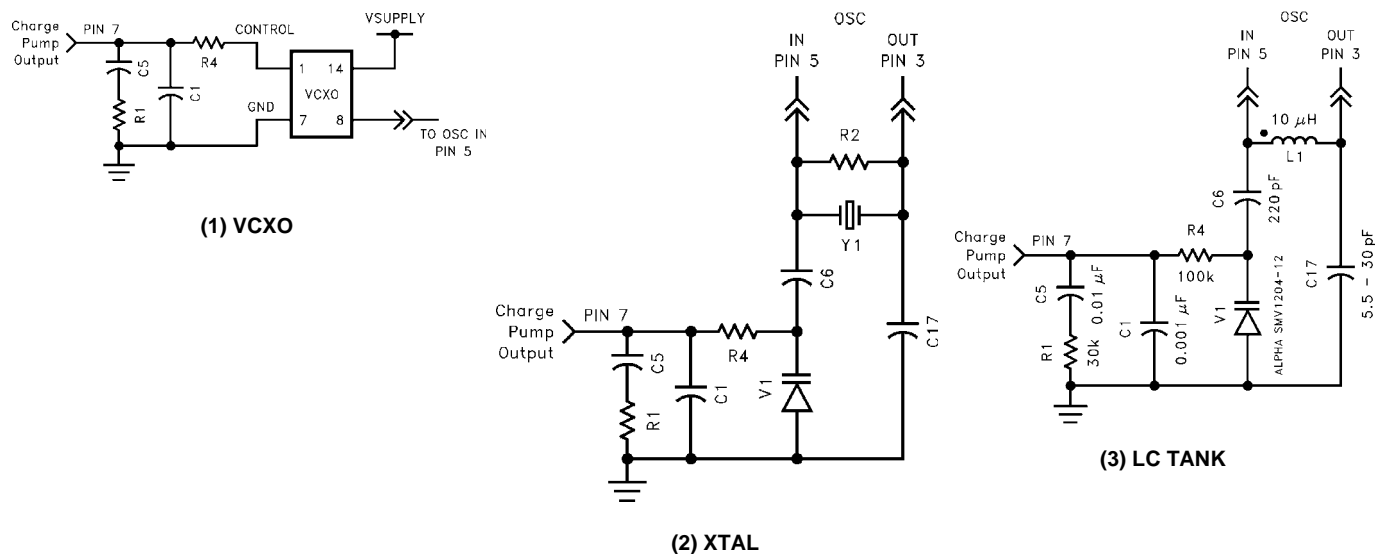 Charge
Pump
Output
PIN 7
CONTROL
R4
C5
R1
C1
GND
VSUPPLY
1 14
VCXO
7 8
TO OSC IN
PIN 5
(1) VCXO
OSC
IN
PIN 5
OUT
PIN 3
R2
Y1
C6
C17
Charge
Pump
Output
PIN 7
R4
C5
R1
C1
V1
(2) XTAL
OSC
IN
PIN 5
OUT
PIN 3
10 μH
L1
C6
220 pF
Charge
Pump
Output
PIN 7
R4
100k
C5
0.01 μF
R1
30k
C1
0.001 μF
V1
ALPHA SMV1204-12
C17
5.5 - 30pF
(3) LC TANK